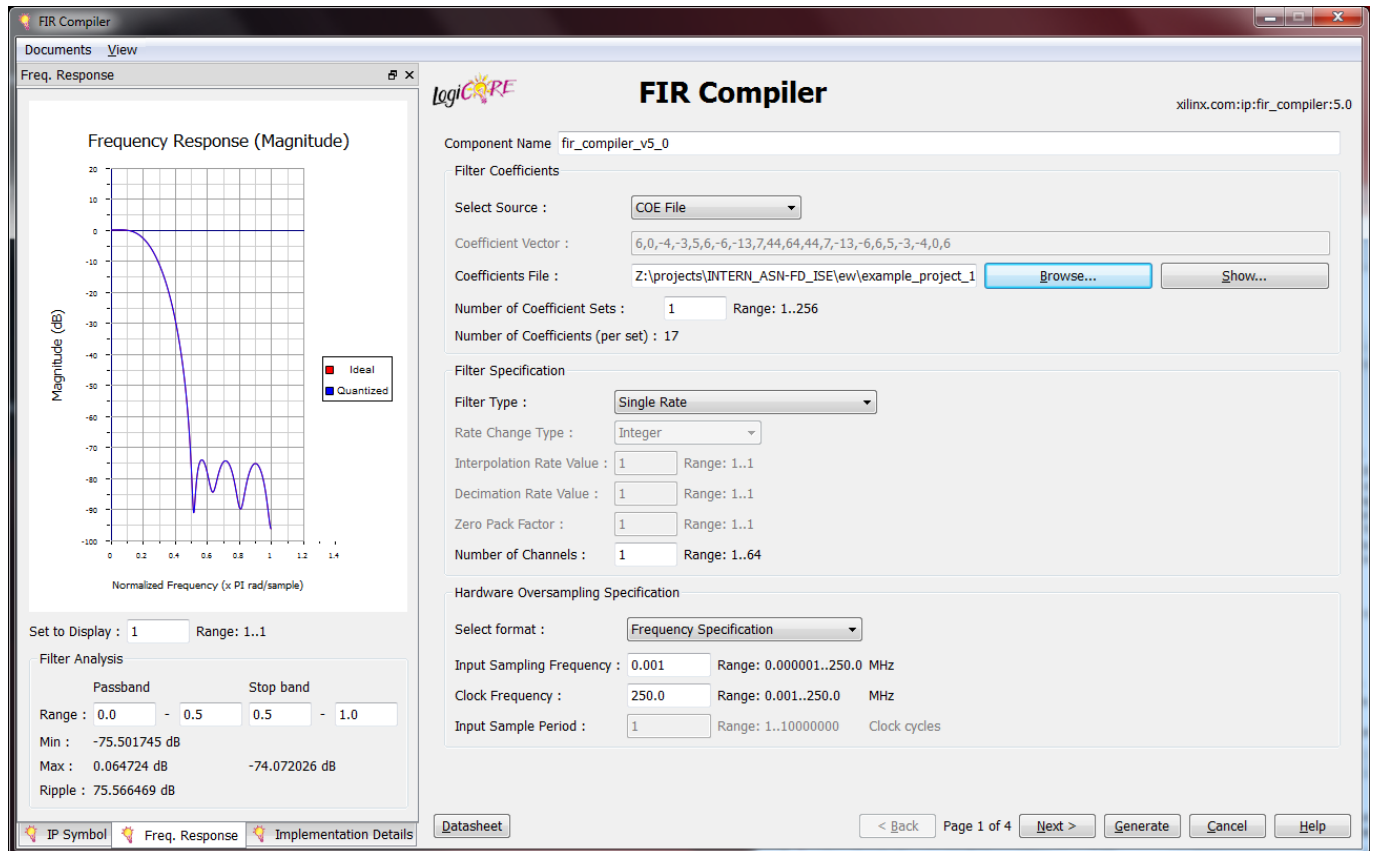 FIR Compiler
Documents View
Freq. Response
Frequency Response (Magnitude)
20
10
0
-10
-20
-30
-40
-50
-60
-70
-80
-90
-100
Magnitude (dB)
Ideal
Quantized
0 0.2 0.4 0.6 0.8 1 1.2 1.4
Normalized Frequency (x PI rad/sample)
Set to Display : 1 Range: 1..1
Filter Analysis
Passband Stop band
Range : 0.0 - 0.5 0.5 - 1.0
Min : -75.501745 dB
Max : 0.064724 dB -74.072026 dB
Ripple : 75.566469 dB
IP Symbol Freq. Response Implementation Details
LogiCORE
FIR Compiler
xilinx.com:ip:fir_compiler:5.0
Component Name fir_compiler_v5_0
Filter Coefficients
Select Source : COE File
Coefficient Vector : 6,0,-4,-3,5,6,-6,-13,7,44,64,44,7,-13,-6,6,5,-3,-4,0,6
Coefficients File : Z:\projects\INTERN_ASN-FD_ISE\ew\example_project_1 Browse... Show...
Number of Coefficient Sets : 1 Range: 1..256
Number of Coefficients (per set) : 17
Filter Specification
Filter Type : Single Rate
Rate Change Type : Integer
Interpolation Rate Value : 1 Range: 1..1
Decimation Rate Value : 1 Range: 1..1
Zero Pack Factor : 1 Range: 1..1
Number of Channels : 1 Range: 1..64
Hardware Oversampling Specification
Select format : Frequency Specification
Input Sampling Frequency : 0.001 Range: 0.000001..250.0 MHz
Clock Frequency : 250.0 Range: 0.001..250.0 MHz
Input Sample Period : 1 Range: 1..10000000 Clock cycles
Datasheet < Back Page 1 of 4 Next > Generate Cancel Help